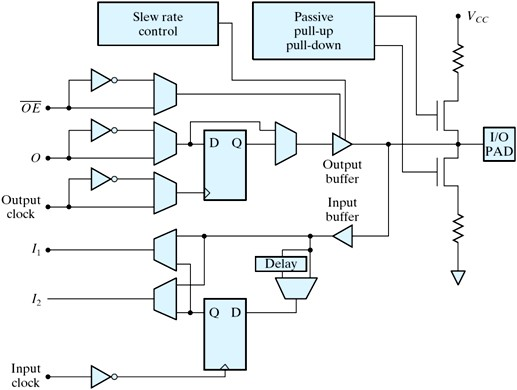 Slew rate
control
Passive
pull-up
pull-down
V_CC
OE
O
D Q
I/O
PAD
Output
buffer
Output
clock
Input
buffer
I_1
Delay
I_2
Q D
Input
clock